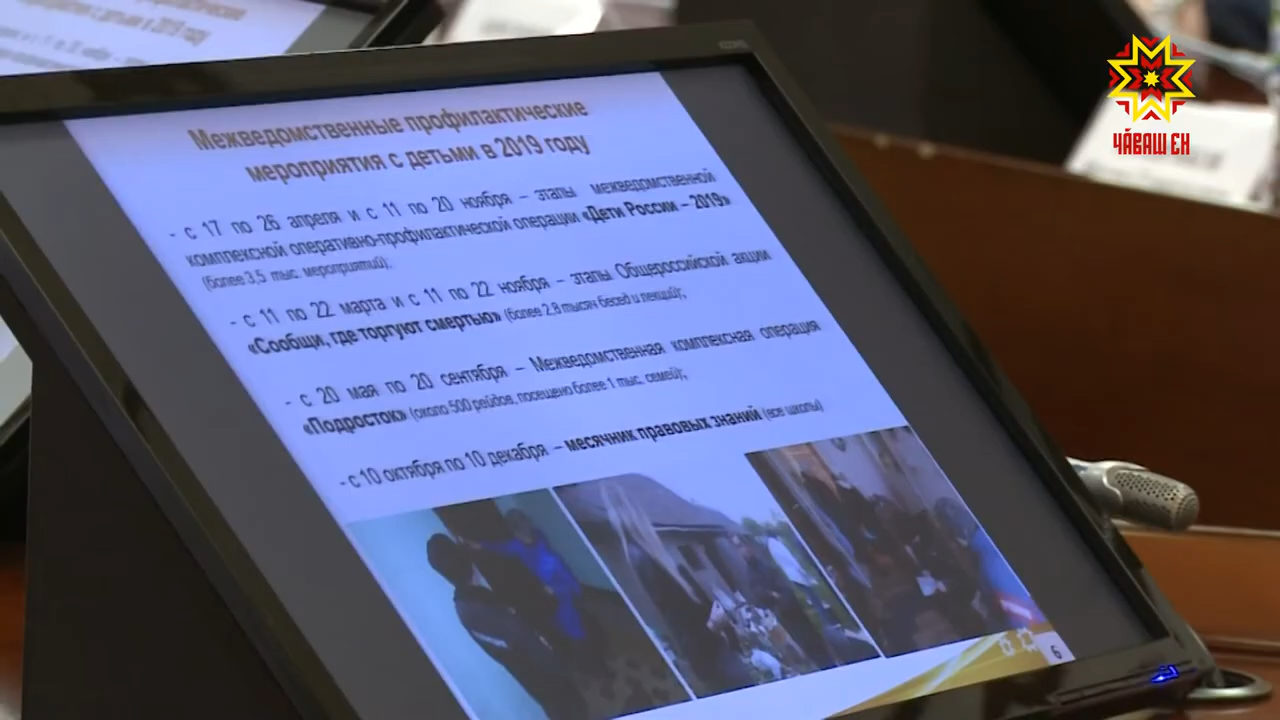 ЧӐВАШ ЕН
Межведомственные профилактические
мероприятия с детьми в 2019 году
- с 17 по 26 апреля и с 11 по 20 ноября – этапы межведомственной
комплексной оперативно-профилактической операции «Дети России – 2019»
(более 3,5 тыс. мероприятий);
- с 11 по 22 марта и с 11 по 22 ноября – этапы Общероссийской акции
«Сообщи, где торгуют смертью» (более 2,8 тысяч бесед и лекций);
- с 20 мая по 20 сентября – Межведомственная комплексная операция
«Подросток» (около 500 рейдов, посещено более 1 тыс. семей);
- с 10 октября по 10 декабря – месячник правовых знаний (все школы)
6